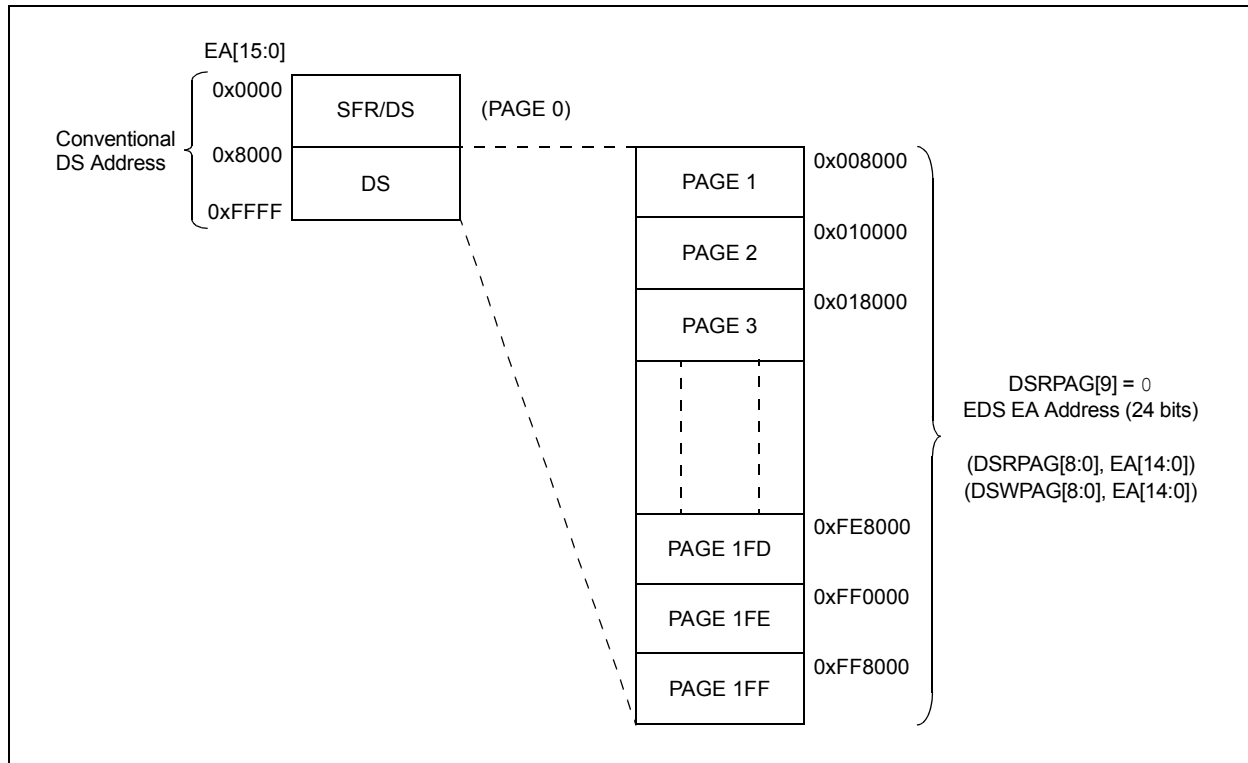 EA[15:0]
0x0000
SFR/DS
(PAGE 0)
Conventional
DS Address
0x8000
DS
0xFFFF
PAGE 1
0x008000
PAGE 2
0x010000
PAGE 3
0x018000
DSRPAG[9] = 0
EDS EA Address (24 bits)
(DSRPAG[8:0], EA[14:0])
(DSWPAG[8:0], EA[14:0])
PAGE 1FD
0xFE8000
PAGE 1FE
0xFF0000
PAGE 1FF
0xFF8000